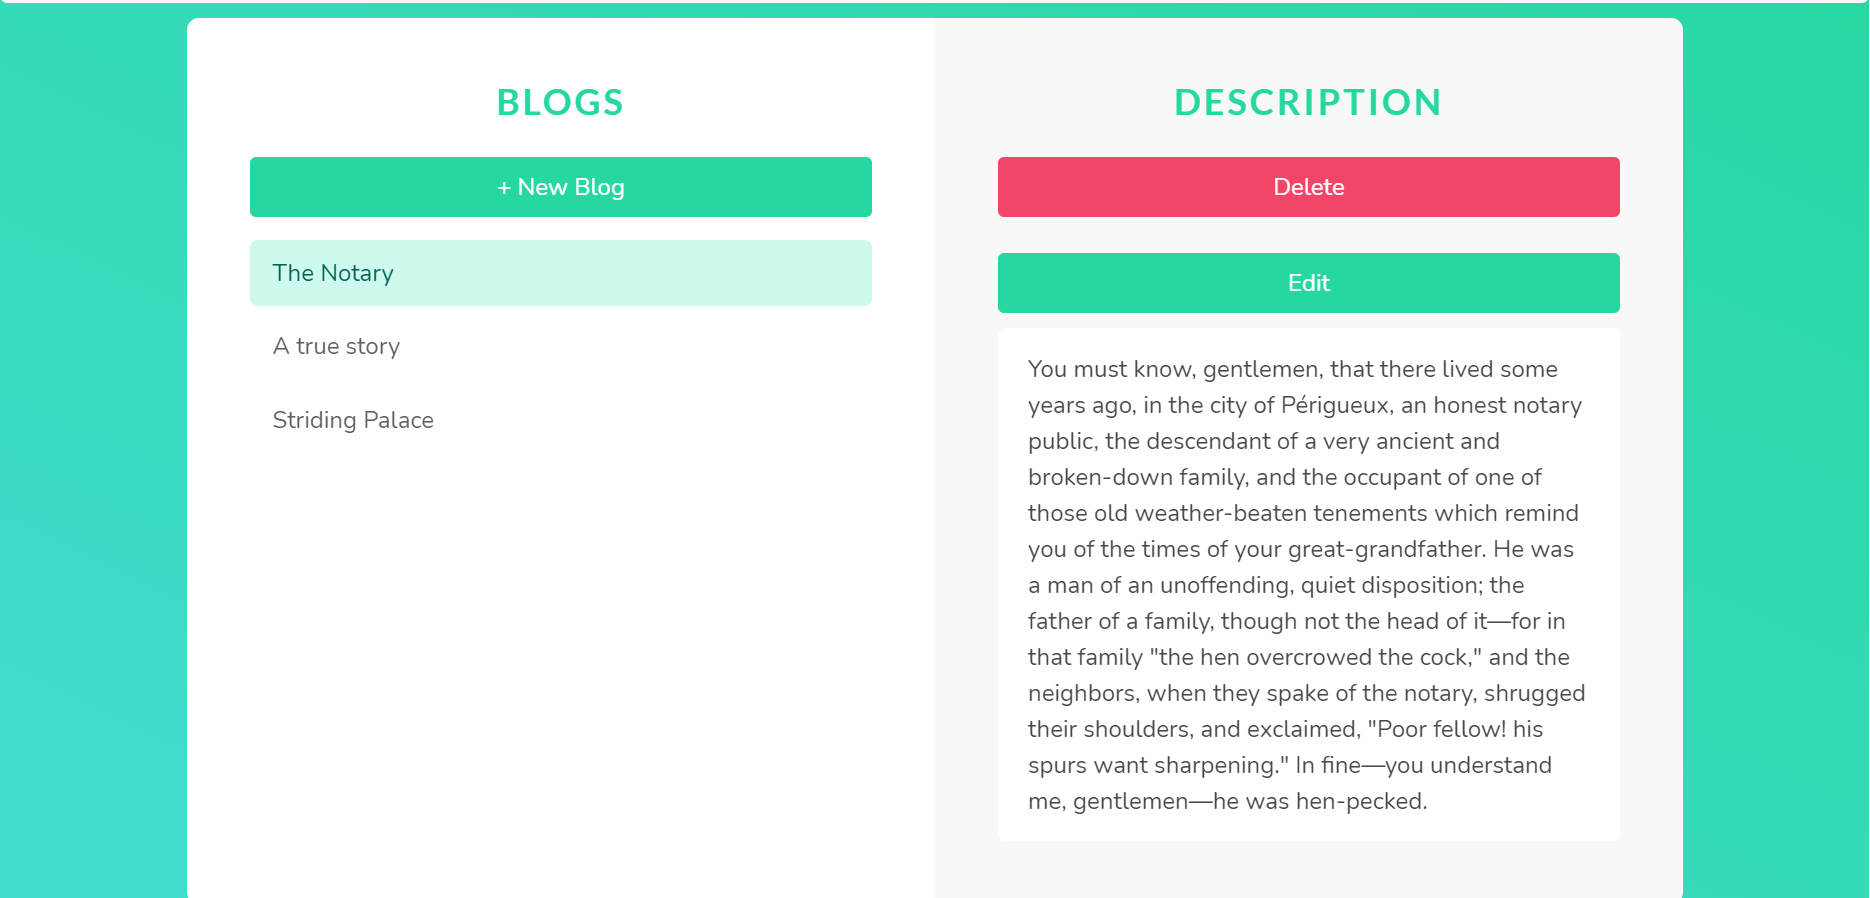 BLOGS
+ New Blog
The Notary
A true story
Striding Palace
DESCRIPTION
Delete
Edit
You must know, gentlemen, that there lived some
years ago, in the city of Périgueux, an honest notary
public, the descendant of a very ancient and
broken-down family, and the occupant of one of
those old weather-beaten tenements which remind
you of the times of your great-grandfather. He was
a man of an unoffending, quiet disposition; the
father of a family, though not the head of it—for in
that family "the hen overcrowed the cock," and the
neighbors, when they spake of the notary, shrugged
their shoulders, and exclaimed, "Poor fellow! his
spurs want sharpening." In fine—you understand
me, gentlemen—he was hen-pecked.